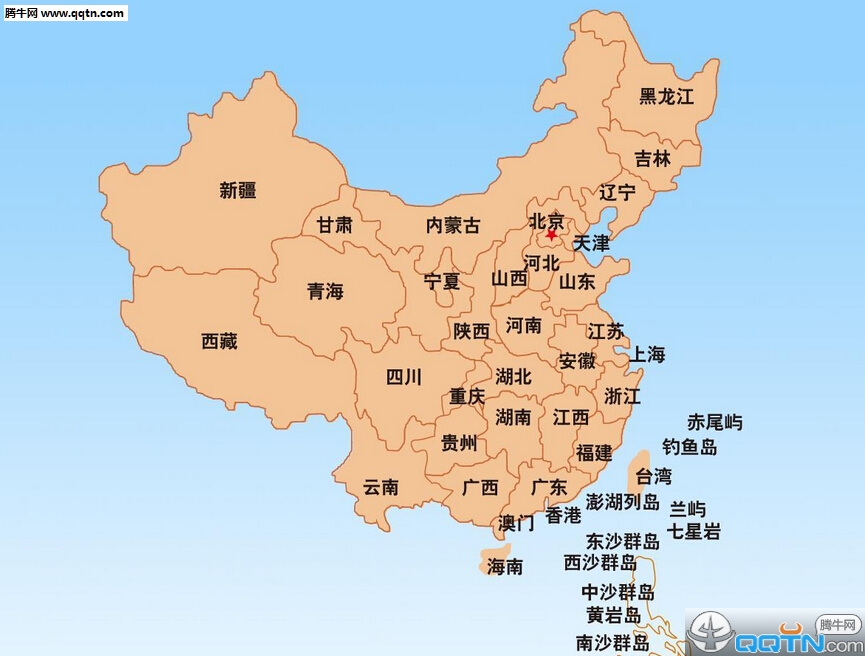 腾牛网 www.qqtn.com
黑龙江
吉林
新疆
辽宁
甘肃
内蒙古
北京
天津
河北
宁夏
山西
山东
青海
陕西
河南
江苏
西藏
安徽
上海
四川
湖北
重庆
浙江
湖南
江西
赤尾屿
贵州
福建
钓鱼岛
台湾
云南
广西
广东
澎湖列岛
兰屿
香港
澳门
七星岩
东沙群岛
西沙群岛
海南
中沙群岛
黄岩岛
南沙群岛
腾牛网
QQTN.com